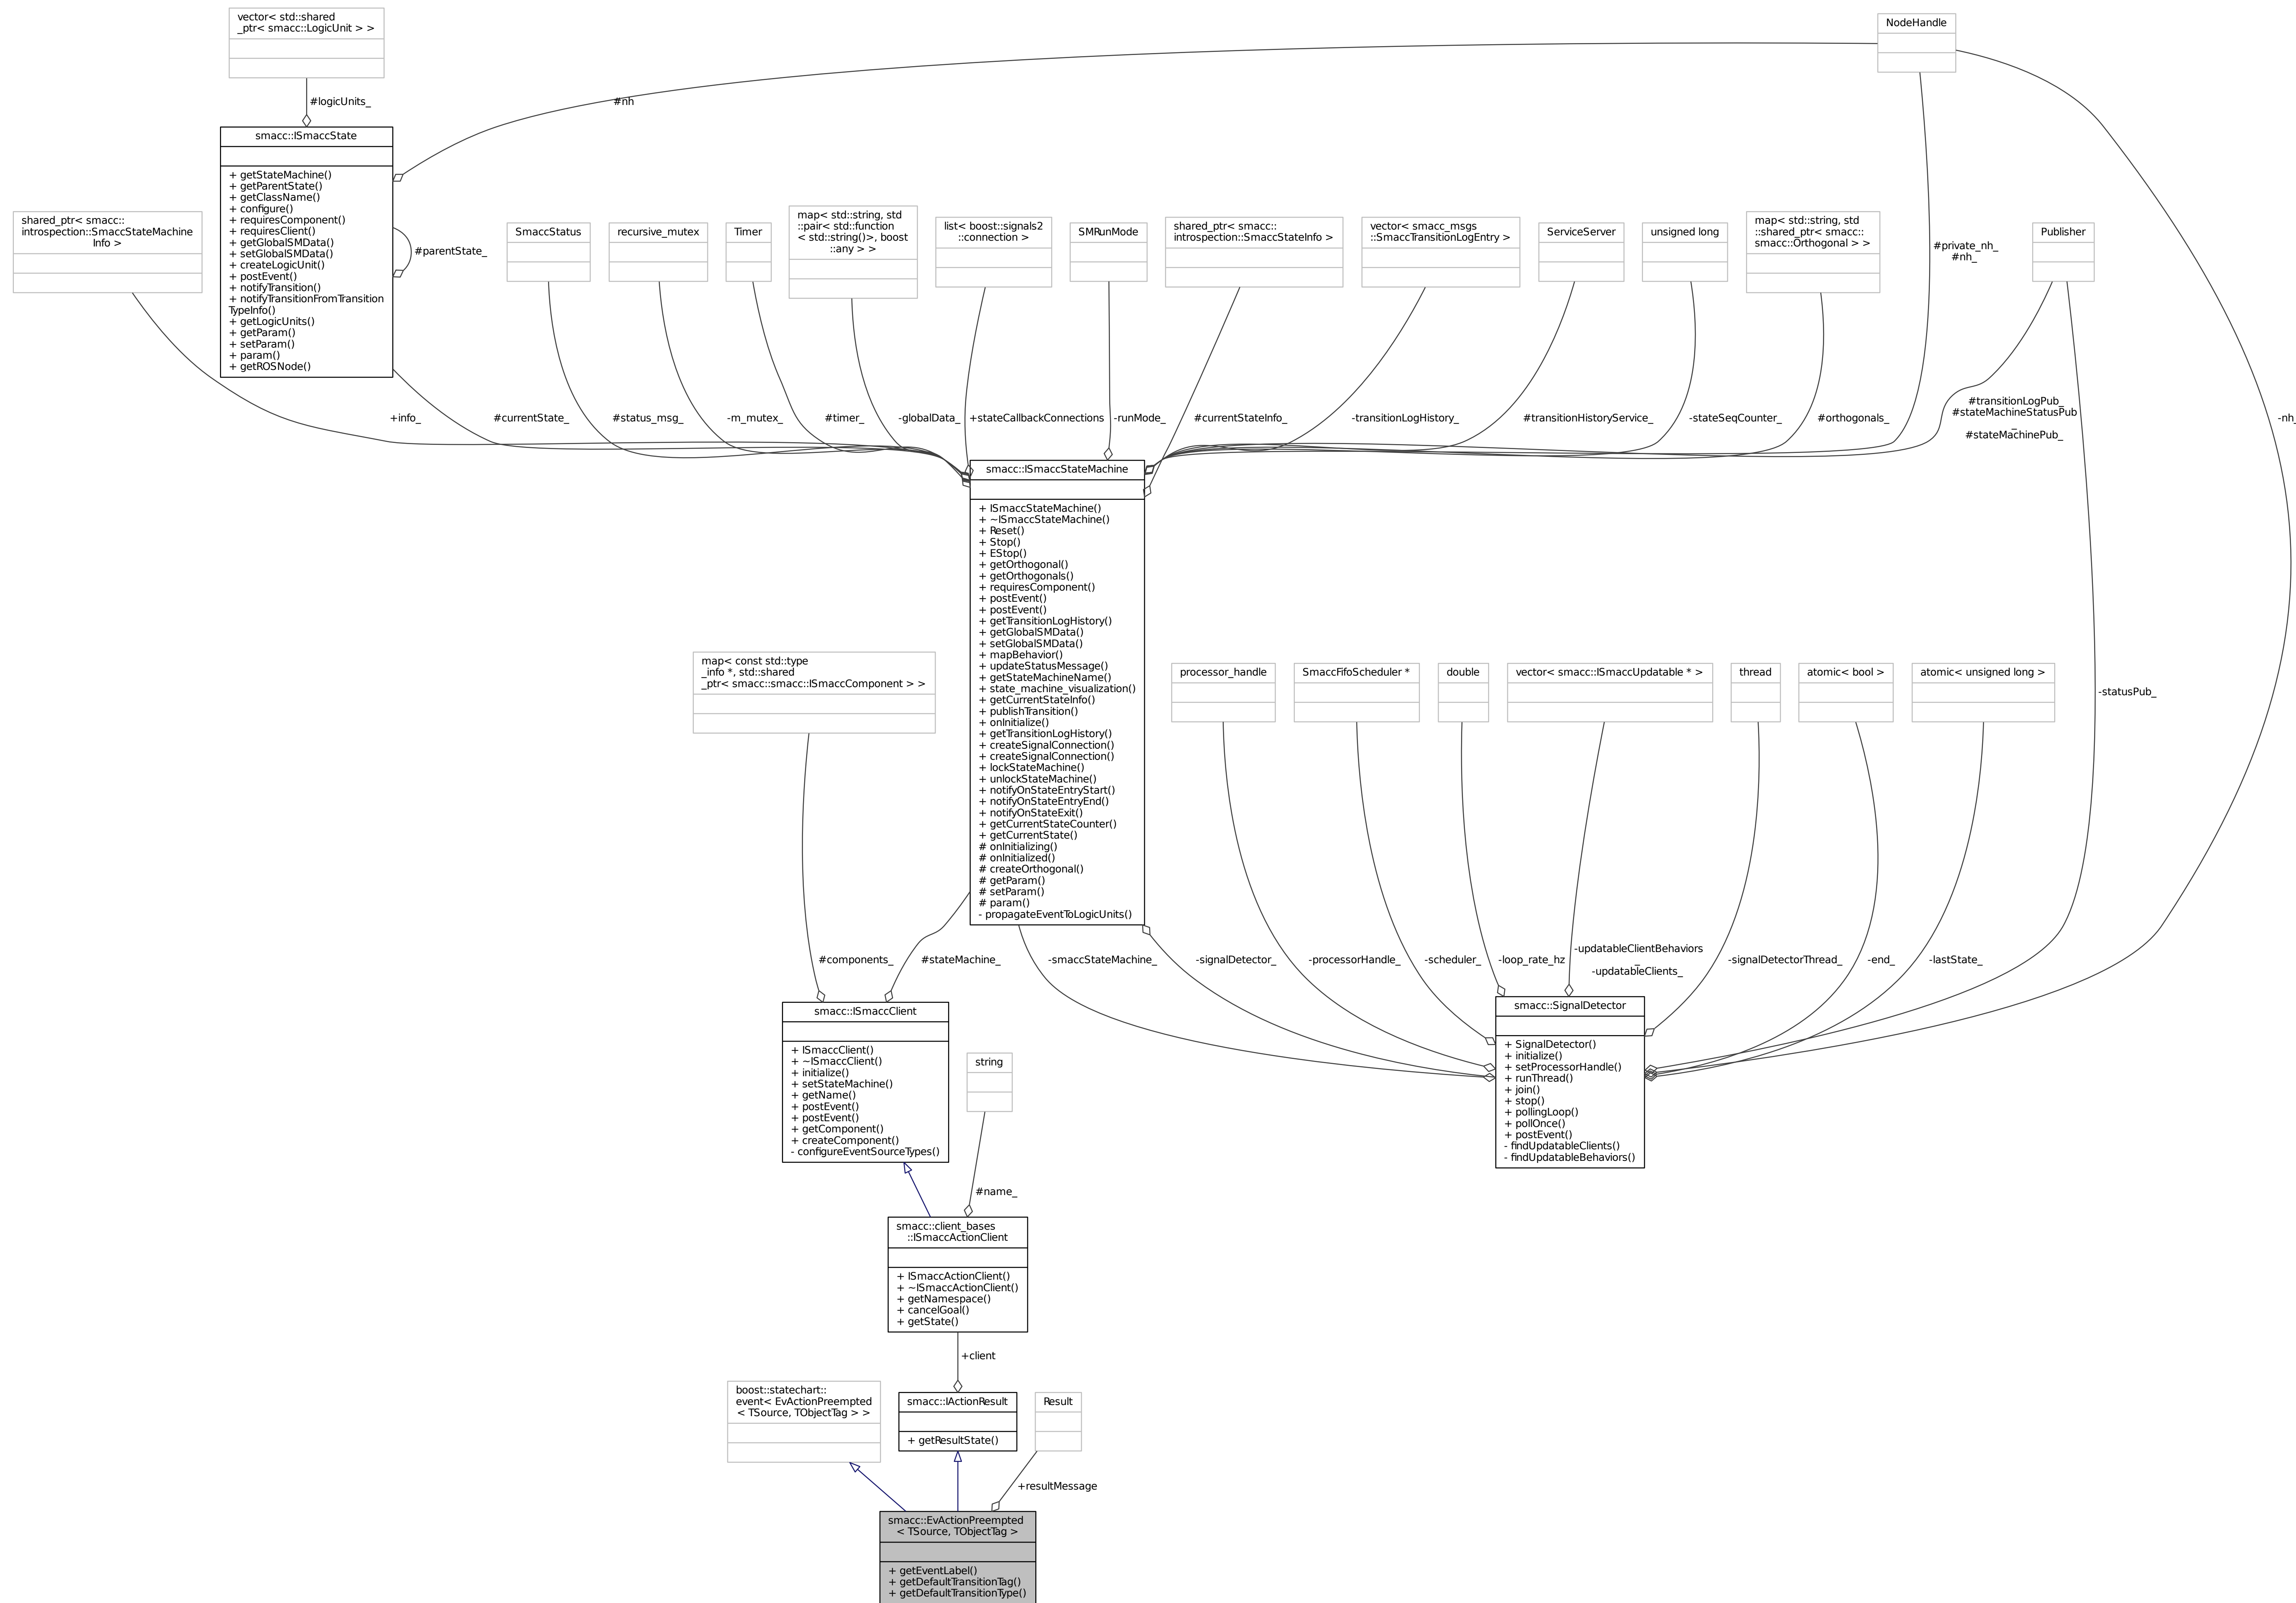 vector< std::shared
_ptr< smacc::LogicUnit > >
NodeHandle
#logicUnits_
#nh
smacc::ISmaccState
+ getStateMachine()
+ getParentState()
+ getClassName()
+ configure()
+ requiresComponent()
+ requiresClient()
+ getGlobalSMData()
+ setGlobalSMData()
+ createLogicUnit()
+ postEvent()
+ notifyTransition()
+ notifyTransitionFromTransition
TypeInfo()
+ getLogicUnits()
+ getParam()
+ setParam()
+ param()
+ getROSNode()
#parentState_
shared_ptr< smacc::
introspection::SmaccStateMachine
Info >
SmaccStatus
recursive_mutex
Timer
map< std::string, std
::pair< std::function
< std::string()>, boost
::any > >
list< boost::signals2
::connection >
SMRunMode
shared_ptr< smacc::
introspection::SmaccStateInfo >
vector< smacc_msgs
::SmaccTransitionLogEntry >
ServiceServer
unsigned long
map< std::string, std
::shared_ptr< smacc::
smacc::Orthogonal > >
#private_nh_
#nh_
Publisher
+info_
#currentState_
#status_msg_
-m_mutex_
#timer_
-globalData_
+stateCallbackConnections
-runMode_
#currentStateInfo_
-transitionLogHistory_
#transitionHistoryService_
-stateSeqCounter_
#orthogonals_
#transitionLogPub_
#stateMachineStatusPub
_
#stateMachinePub_
-nh_
smacc::ISmaccStateMachine
+ ISmaccStateMachine()
+ ~ISmaccStateMachine()
+ Reset()
+ Stop()
+ EStop()
+ getOrthogonal()
+ getOrthogonals()
+ requiresComponent()
+ postEvent()
+ postEvent()
+ getTransitionLogHistory()
+ getGlobalSMData()
+ setGlobalSMData()
+ mapBehavior()
+ updateStatusMessage()
+ getStateMachineName()
+ state_machine_visualization()
+ getCurrentStateInfo()
+ publishTransition()
+ onInitialize()
+ getTransitionLogHistory()
+ createSignalConnection()
+ createSignalConnection()
+ lockStateMachine()
+ unlockStateMachine()
+ notifyOnStateEntryStart()
+ notifyOnStateEntryEnd()
+ notifyOnStateExit()
+ getCurrentStateCounter()
+ getCurrentState()
# onInitializing()
# onInitialized()
# createOrthogonal()
# getParam()
# setParam()
# param()
- propagateEventToLogicUnits()
map< const std::type
_info *, std::shared
_ptr< smacc::smacc::ISmaccComponent > >
processor_handle
SmaccFifoScheduler *
double
vector< smacc::ISmaccUpdatable * >
thread
atomic< bool >
atomic< unsigned long >
-statusPub_
#components_
#stateMachine_
-smaccStateMachine_
-signalDetector_
-processorHandle_
-scheduler_
-loop_rate_hz
-updatableClientBehaviors
_
-updatableClients_
-signalDetectorThread_
-end_
-lastState_
smacc::ISmaccClient
+ ISmaccClient()
+ ~ISmaccClient()
+ initialize()
+ setStateMachine()
+ getName()
+ postEvent()
+ postEvent()
+ getComponent()
+ createComponent()
- configureEventSourceTypes()
smacc::SignalDetector
+ SignalDetector()
+ initialize()
+ setProcessorHandle()
+ runThread()
+ join()
+ stop()
+ pollingLoop()
+ pollOnce()
+ postEvent()
- findUpdatableClients()
- findUpdatableBehaviors()
string
#name_
smacc::client_bases
::ISmaccActionClient
+ ISmaccActionClient()
+ ~ISmaccActionClient()
+ getNamespace()
+ cancelGoal()
+ getState()
+client
boost::statechart::
event< EvActionPreempted
< TSource, TObjectTag > >
smacc::IActionResult
+ getResultState()
Result
+resultMessage
smacc::EvActionPreempted
< TSource, TObjectTag >
+ getEventLabel()
+ getDefaultTransitionTag()
+ getDefaultTransitionType()